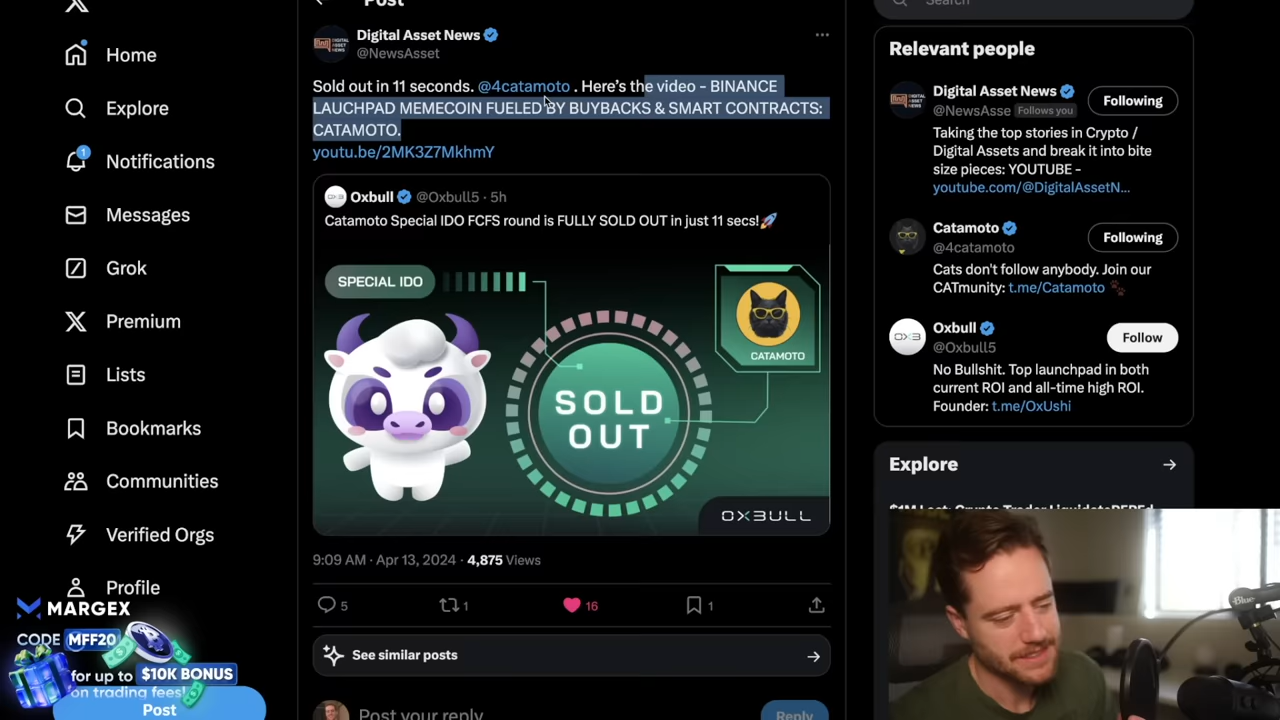 Post
Home
Explore
1
Notifications
Messages
Grok
Premium
Lists
Bookmarks
Communities
Verified Orgs
Profile
Post
MARGEX
CODE MFF20
for up to $10K BONUS
on trading fees!
Digital Asset News
@NewsAsset
Sold out in 11 seconds. @4catamoto . Here’s the video - BINANCE
LAUCHPAD MEMECOIN FUELED BY BUYBACKS & SMART CONTRACTS:
CATAMOTO.
youtu.be/2MK3Z7MkhmY
Oxbull @Oxbull5 · 5h
Catamoto Special IDO FCFS round is FULLY SOLD OUT in just 11 secs!🚀
SPECIAL IDO
CATAMOTO
SOLD
OUT
OXBULL
9:09 AM · Apr 13, 2024 · 4,875 Views
5
1
16
1
See similar posts
Post your reply
Reply
Search
Relevant people
Digital Asset News
@NewsAsse Follows you
Following
Taking the top stories in Crypto /
Digital Assets and break it into bite
size pieces: YOUTUBE -
youtube.com/@DigitalAssetN...
Catamoto
@4catamoto
Following
Cats don't follow anybody. Join our
CATmunity: t.me/Catamoto 🐾
OX3
Oxbull
@Oxbull5
Follow
No Bullshit. Top launchpad in both
current ROI and all-time high ROI.
Founder: t.me/OxUshi
Explore
$1M Lost: Crypto Trader
Blue